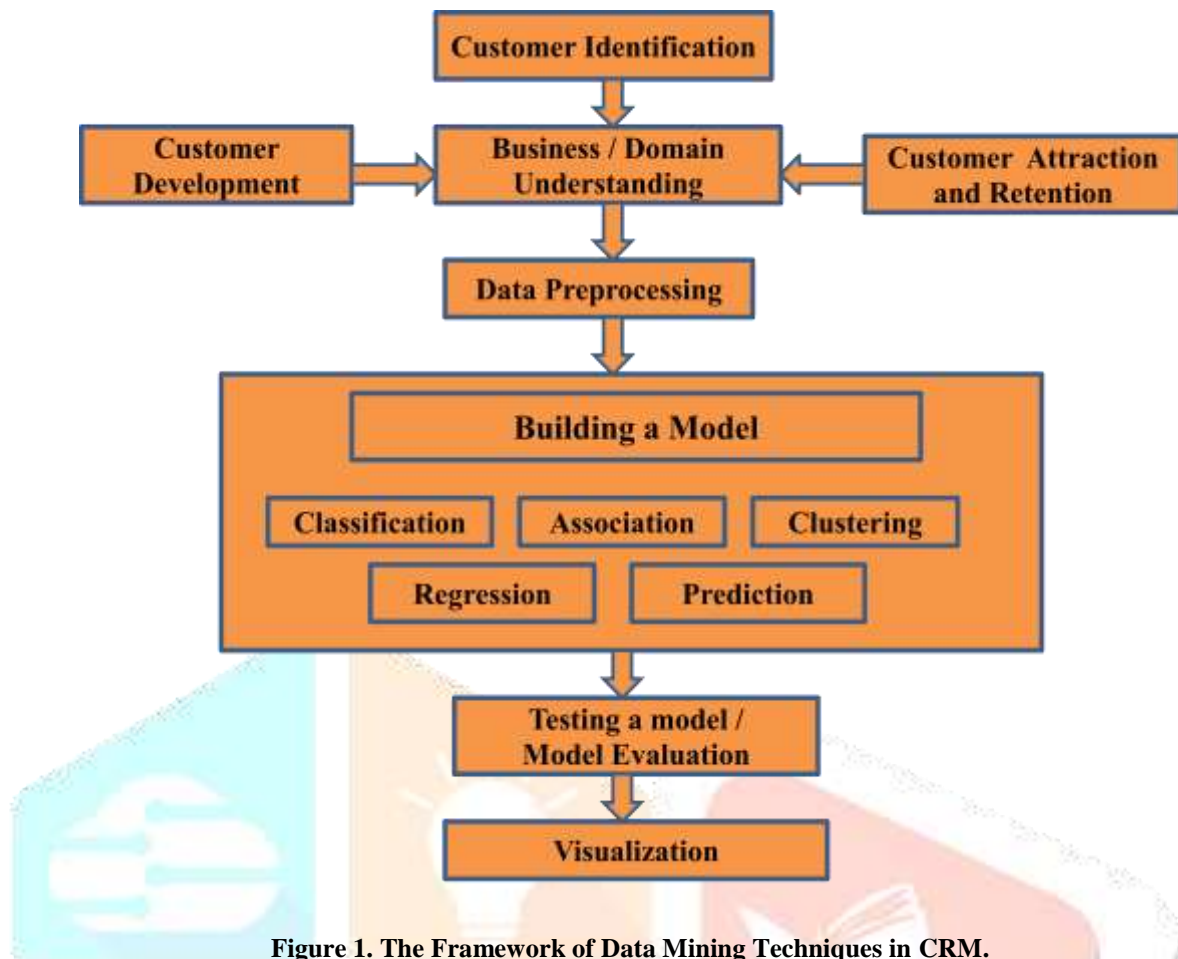 Customer Identification
Customer
Development
Business / Domain
Understanding
Customer Attraction
and Retention
Data Preprocessing
Building a Model
Classification
Association
Clustering
Regression
Prediction
Testing a model /
Model Evaluation
Visualization
Figure 1. The Framework of Data Mining Techniques in CRM.